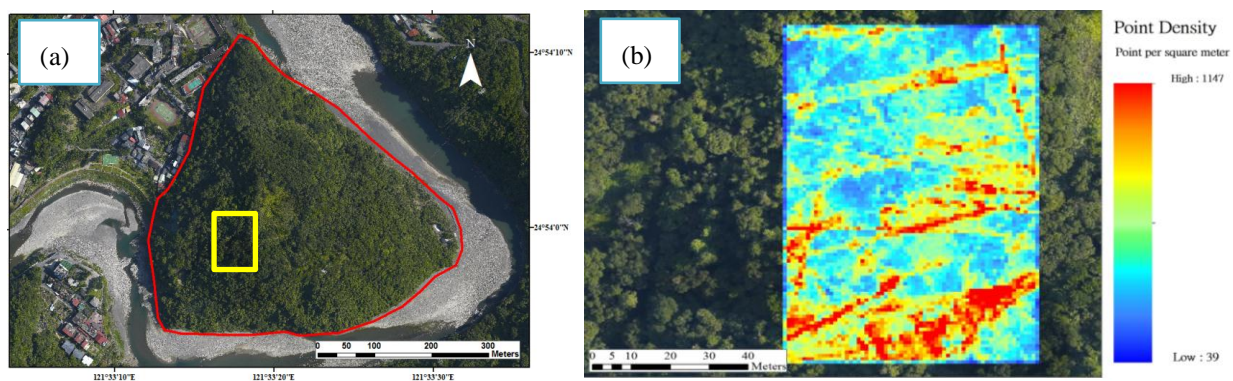 (a)
N
24°54'10"N
24°54'0"N
0 50 100 200 300
Meters
121°33'10"E
121°33'20"E
121°33'30"E
(b)
0 5 10 20 30 40
Meters
Point Density
Point per square meter
High : 1147
Low : 39